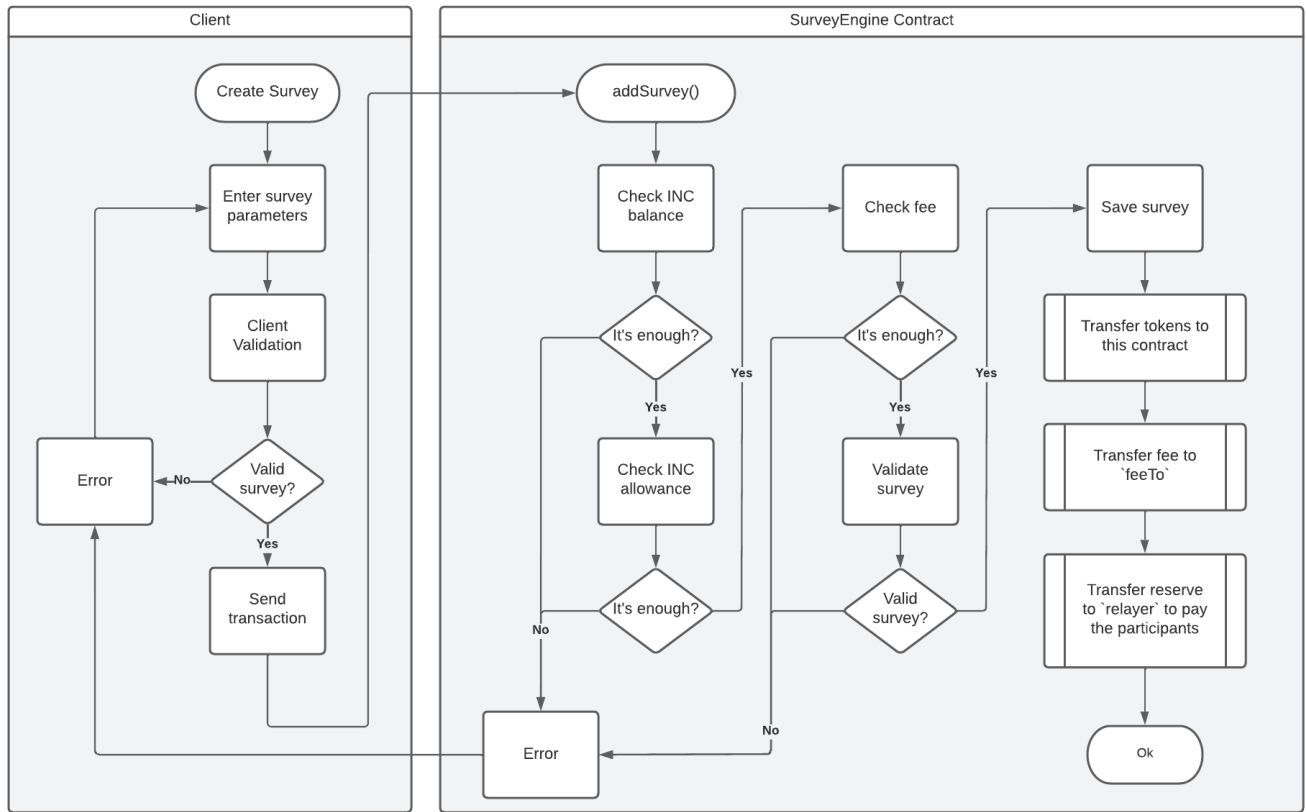 Client
Create Survey
Enter survey
parameters
Client
Validation
Valid
survey?
No
Error
Yes
Send
transaction
SurveyEngine Contract
addSurvey()
Check INC
balance
It's enough?
Yes
Check INC
allowance
It's enough?
No
Error
Yes
Check fee
It's enough?
Yes
Validate
survey
Valid
survey?
No
Yes
Save survey
Transfer tokens to
this contract
Transfer fee to
`feeTo`
Transfer reserve
to `relayer` to pay
the participants
Ok